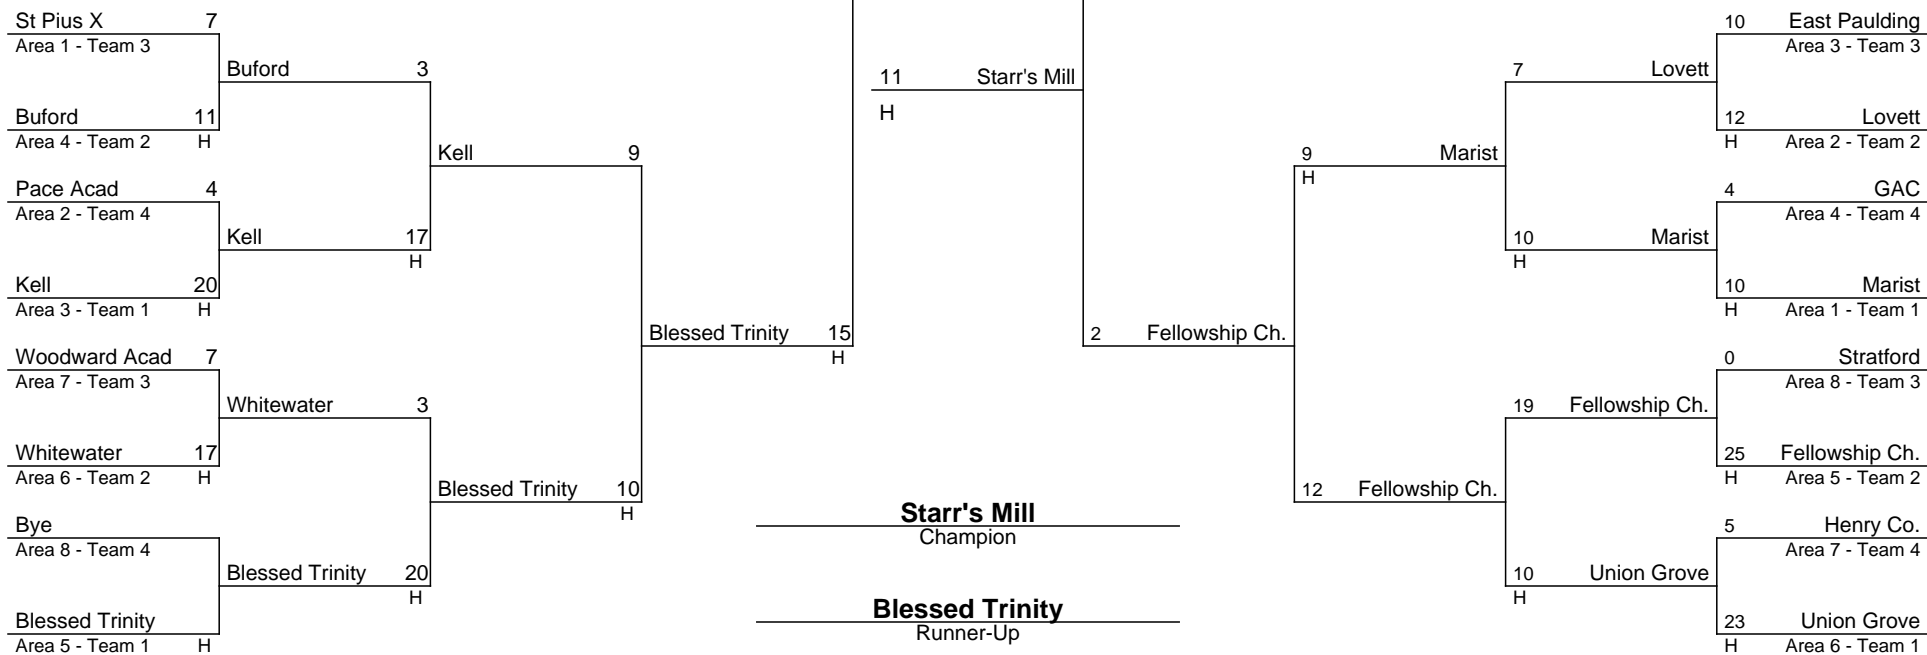 St Pius X 7
Area 1 - Team 3
Buford 3
Buford 11
Area 4 - Team 2 H
Kell 9
Pace Acad 4
Area 2 - Team 4
Kell 17
H
Kell 20
Area 3 - Team 1 H
Blessed Trinity 15
H
Woodward Acad 7
Area 7 - Team 3
Whitewater 3
Whitewater 17
Area 6 - Team 2 H
Blessed Trinity 10
H
Bye
Area 8 - Team 4
Blessed Trinity 20
H
Blessed Trinity
Area 5 - Team 1 H
11 Starr's Mill
H
2 Fellowship Ch.
Starr's Mill
Champion
Blessed Trinity
Runner-Up
10 East Paulding
Area 3 - Team 3
7 Lovett
12 Lovett
H Area 2 - Team 2
9 Marist
H
4 GAC
Area 4 - Team 4
10 Marist
H
10 Marist
H Area 1 - Team 1
0 Stratford
Area 8 - Team 3
19 Fellowship Ch.
25 Fellowship Ch.
H Area 5 - Team 2
12 Fellowship Ch.
5 Henry Co.
Area 7 - Team 4
10 Union Grove
H
23 Union Grove
H Area 6 - Team 1